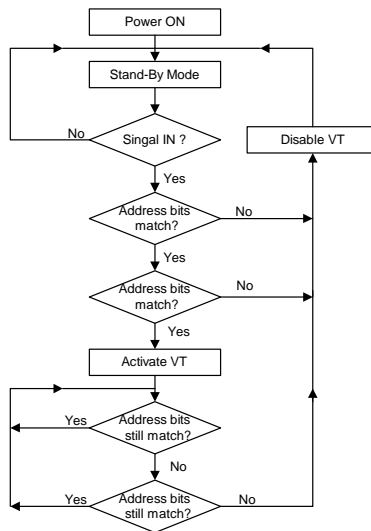 Power ON
Stand-By Mode
Singal IN ?
No
Disable VT
Yes
Address bits
match?
No
Yes
Address bits
match?
No
Yes
Activate VT
Address bits
still match?
Yes
No
Address bits
still match?
Yes
No